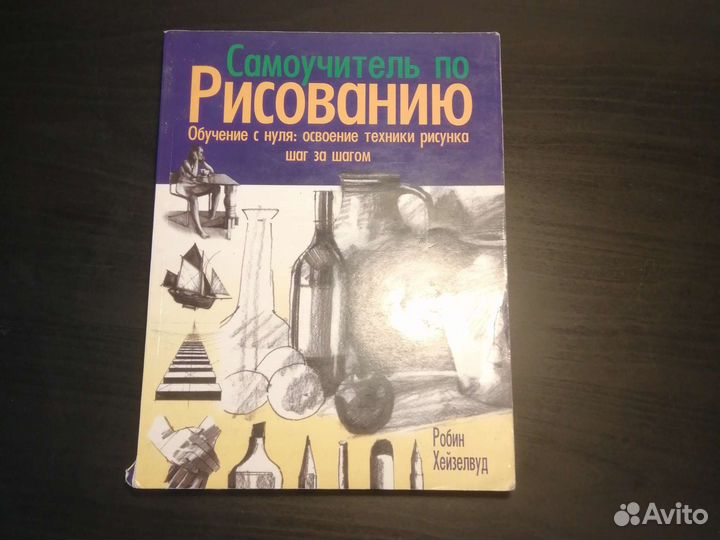 Самоучитель по
Рисованию
Обучение с нуля: освоение техники рисунка
шаг за шагом
Робин
Хейзелвуд
Avito